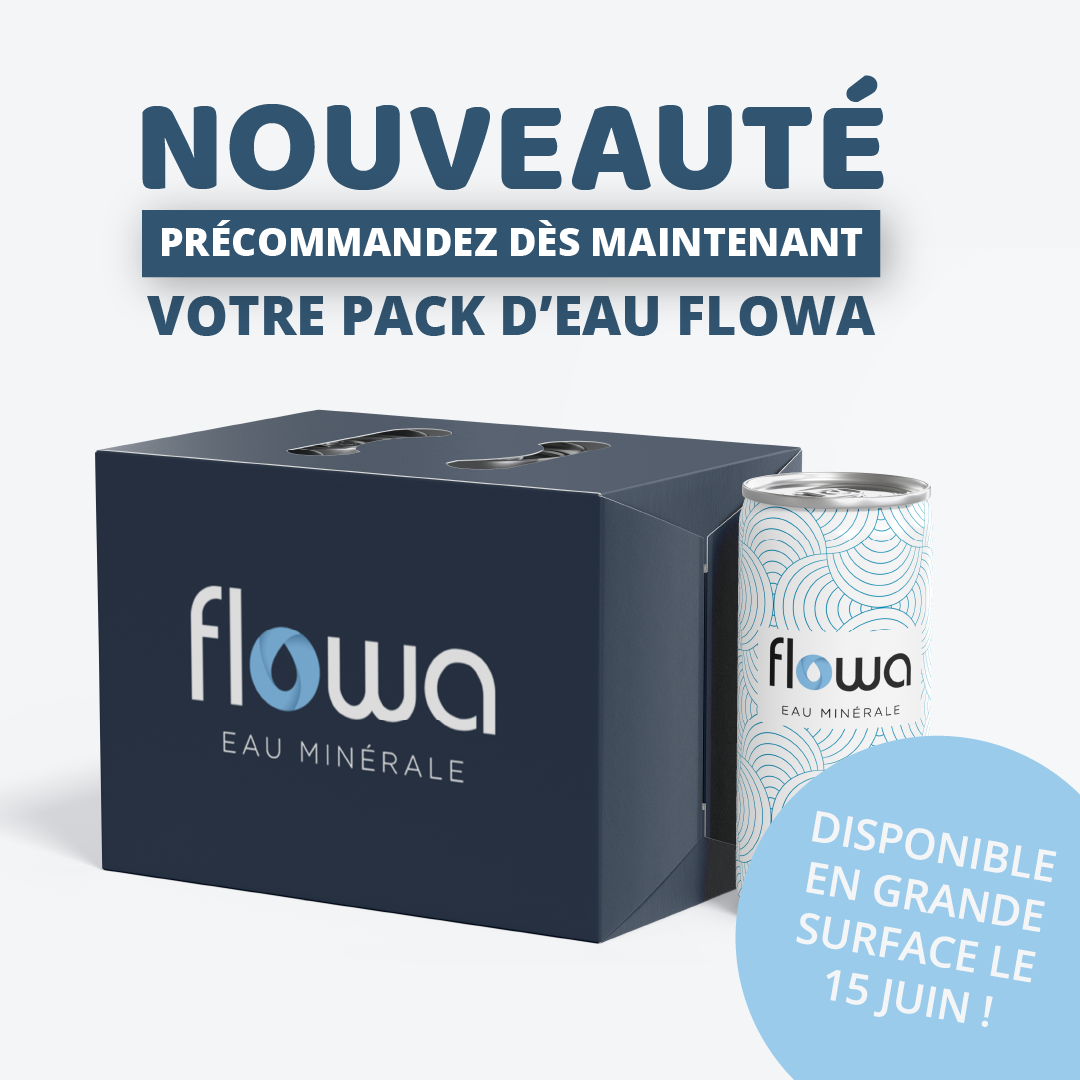 NOUVEAUTÉ
PRÉCOMMANDEZ DÈS MAINTENANT
VOTRE PACK D’EAU FLOWA
flowa
EAU MINÉRALE
flowa
EAU MINÉRALE
DISPONIBLE
EN GRANDE
SURFACE LE
15 JUIN !